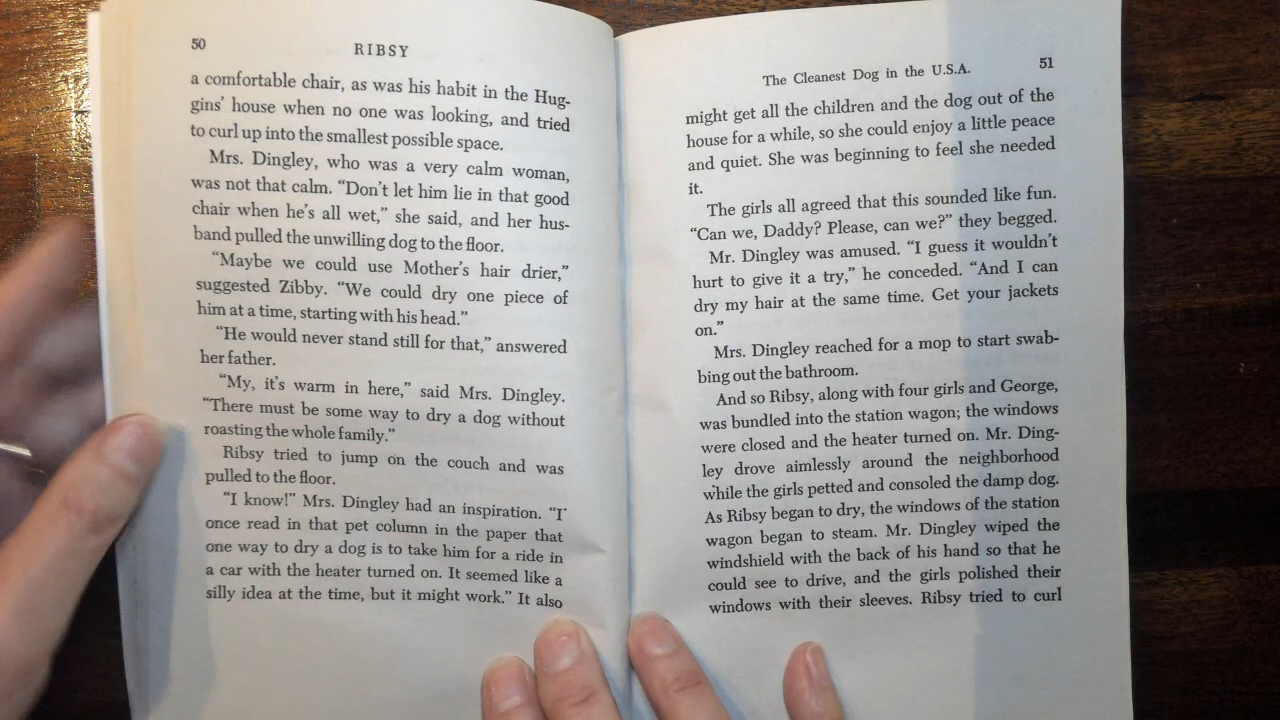 50
RIBSY
a comfortable chair, as was his habit in the Hug-
gins' house when no one was looking, and tried
to curl up into the smallest possible space.
Mrs. Dingley, who was a very calm woman,
was not that calm. “Don't let him lie in that good
chair when he's all wet,” she said, and her hus-
band pulled the unwilling dog to the floor.
“Maybe we could use Mother's hair drier,”
suggested Zibby. “We could dry one piece of
him at a time, starting with his head.”
“He would never stand still for that,” answered
her father.
“My, it's warm in here,” said Mrs. Dingley.
“There must be some way to dry a dog without
roasting the whole family.”
Ribsy tried to jump on the couch and was
pulled to the floor.
“I know!” Mrs. Dingley had an inspiration. “I
once read in that pet column in the paper that
one way to dry a dog is to take him for a ride in
a car with the heater turned on. It seemed like a
silly idea at the time, but it might work.” It also
The Cleanest Dog in the U.S.A.
51
might get all the children and the dog out of the
house for a while, so she could enjoy a little peace
and quiet. She was beginning to feel she needed
it.
The girls all agreed that this sounded like fun.
“Can we, Daddy? Please, can we?” they begged.
Mr. Dingley was amused. “I guess it wouldn't
hurt to give it a try,” he conceded. “And I can
dry my hair at the same time. Get your jackets
on.”
Mrs. Dingley reached for a mop to start swab-
bing out the bathroom.
And so Ribsy, along with four girls and George,
was bundled into the station wagon; the windows
were closed and the heater turned on. Mr. Ding-
ley drove aimlessly around the neighborhood
while the girls petted and consoled the damp dog.
As Ribsy began to dry, the windows of the station
wagon began to steam. Mr. Dingley wiped the
windshield with the back of his hand so that he
could see to drive, and the girls polished their
windows with their sleeves. Ribsy tried to curl